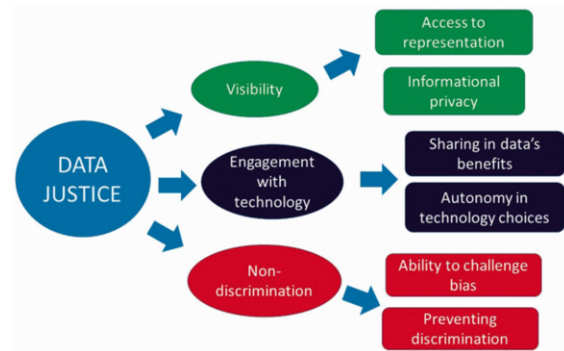 DATA
JUSTICE
Visibility
Access to
representation
Informational
privacy
Engagement
with
technology
Sharing in data's
benefits
Autonomy in
technology choices
Non-
discrimination
Ability to challenge
bias
Preventing
discrimination